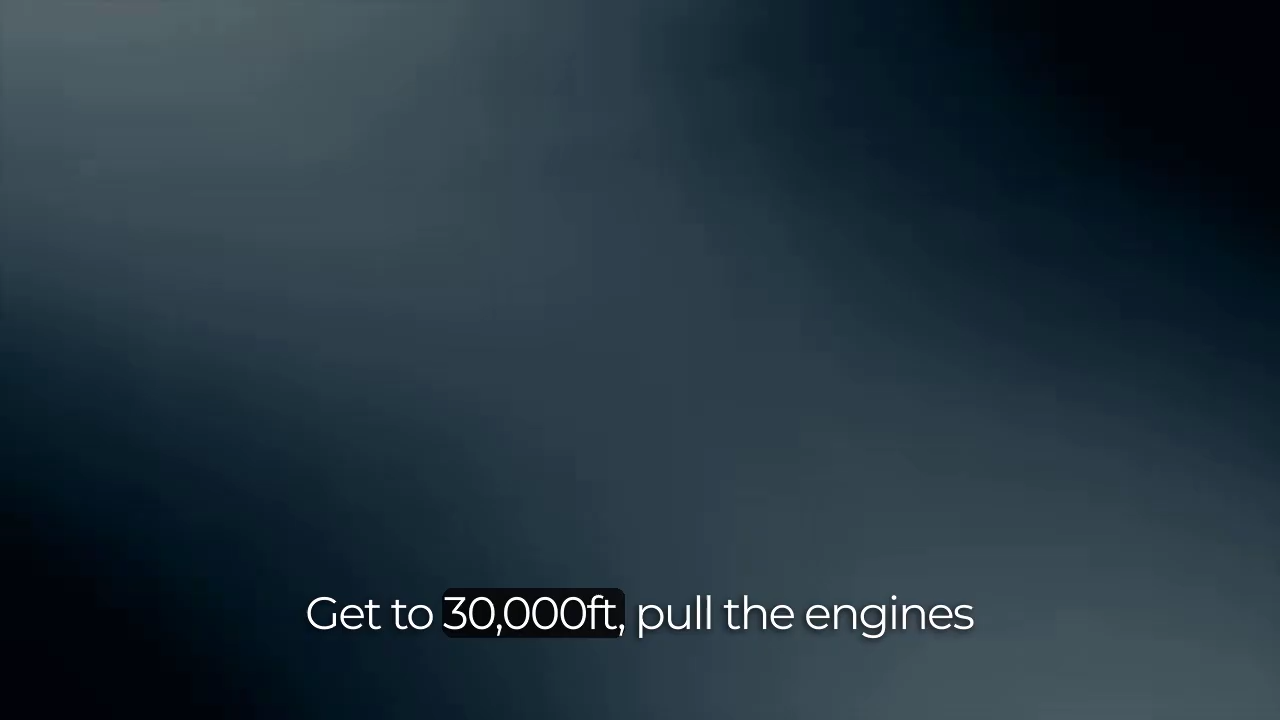 Get to 30,000ft, pull the engines